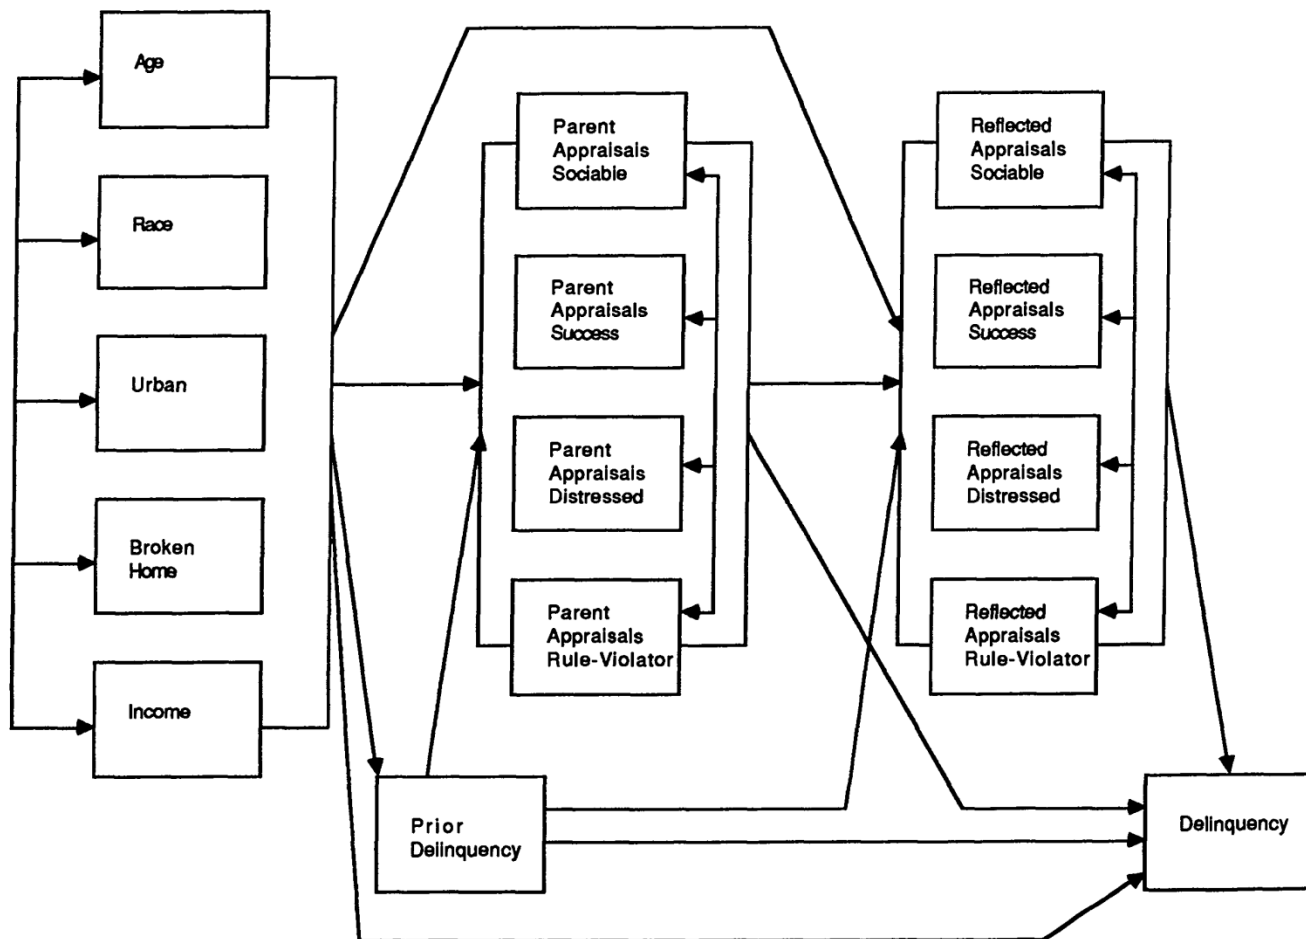 Age
Race
Urban
Broken
Home
Income
Prior
Delinquency
Parent
Appraisals
Sociable
Parent
Appraisals
Success
Parent
Appraisals
Distressed
Parent
Appraisals
Rule-Violator
Reflected
Appraisals
Sociable
Reflected
Appraisals
Success
Reflected
Appraisals
Distressed
Reflected
Appraisals
Rule-Violator
Delinquency